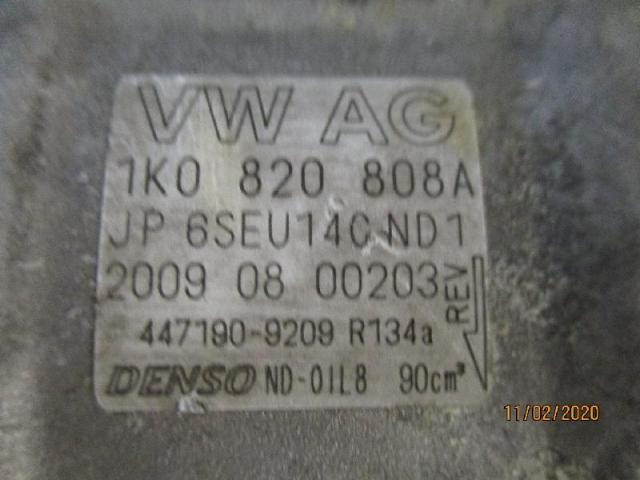 VW AG
1K0 820 808A
JP 6SEU14C ND1
2009 08 00203
REV
447190-9209 R134a
DENSO ND-OIL8 90cm³
11/02/2020